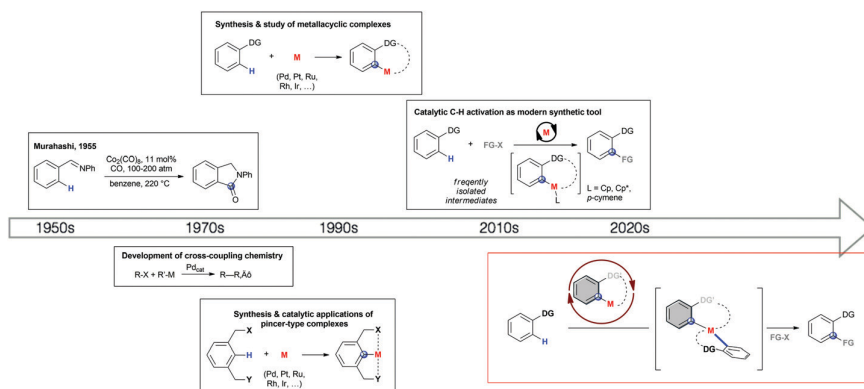 Synthesis & study of metallacyclic complexes
DG
H
+
M
(Pd, Pt, Ru,
Rh, Ir, ...)
DG
M
Murahashi, 1955
NPh
H
Co2(CO)8, 11 mol%
CO, 100-200 atm
benzene, 220 °C
N-Ph
O
Catalytic C-H activation as modern synthetic tool
DG
H
+
FG-X
M
DG
FG
DG
M
L
freqently
isolated
intermediates
L = Cp, Cp*,
p-cymene
1950s
1970s
1990s
2010s
2020s
Development of cross-coupling chemistry
R-X + R'-M
Pdcat
R—R‚Äô
Synthesis & catalytic applications of
pincer-type complexes
X
H
Y
+
M
(Pd, Pt, Ru,
Rh, Ir, ...)
X
M
Y
DG
H
DG'
M
DG'
M
DG
FG-X
DG
FG